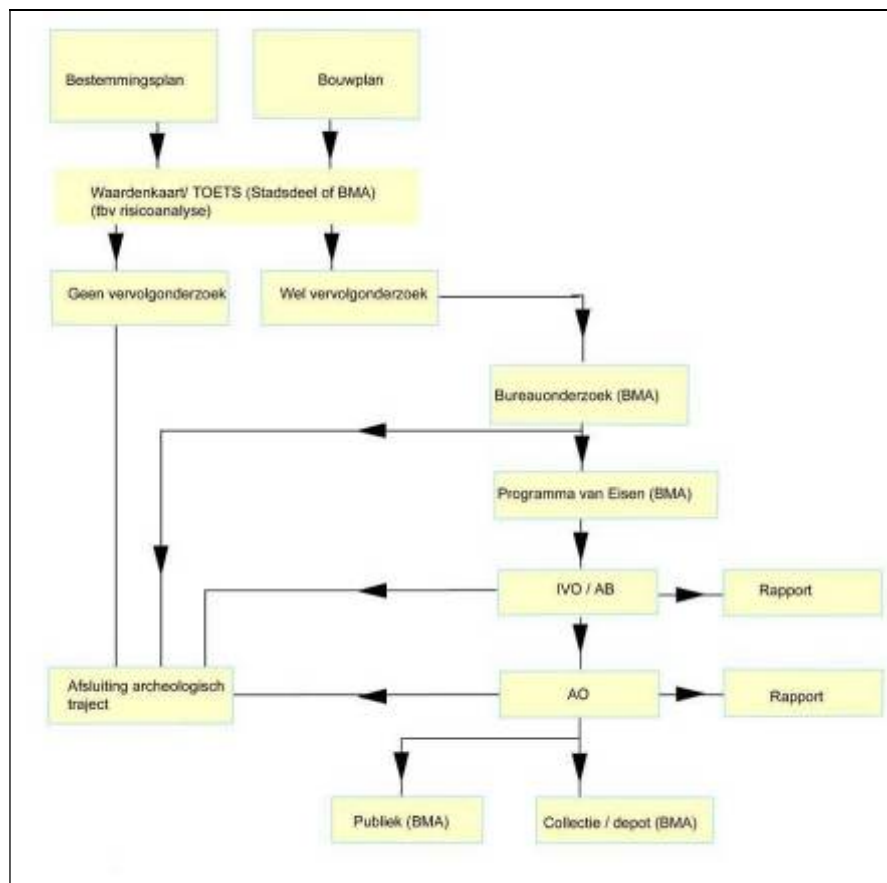 Bestemmingsplan
Bouwplan
Waardenkaart/ TOETS (Stadsdeel of BMA)
(tbv risicoanalyse)
Geen vervolgonderzoek
Wel vervolgonderzoek
Bureauonderzoek (BMA)
Programma van Eisen (BMA)
IVO / AB
Rapport
Afsluiting archeologisch
traject
AO
Rapport
Publiek (BMA)
Collectie / depot (BMA)